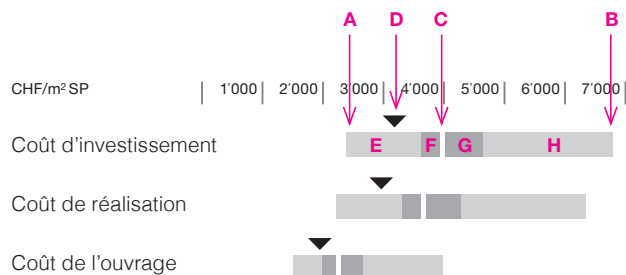 A D C B
CHF/m² SP 1’000 2’000 3’000 4’000 5’000 6’000 7’000
Coût d’investissement E F G H
Coût de réalisation
Coût de l’ouvrage